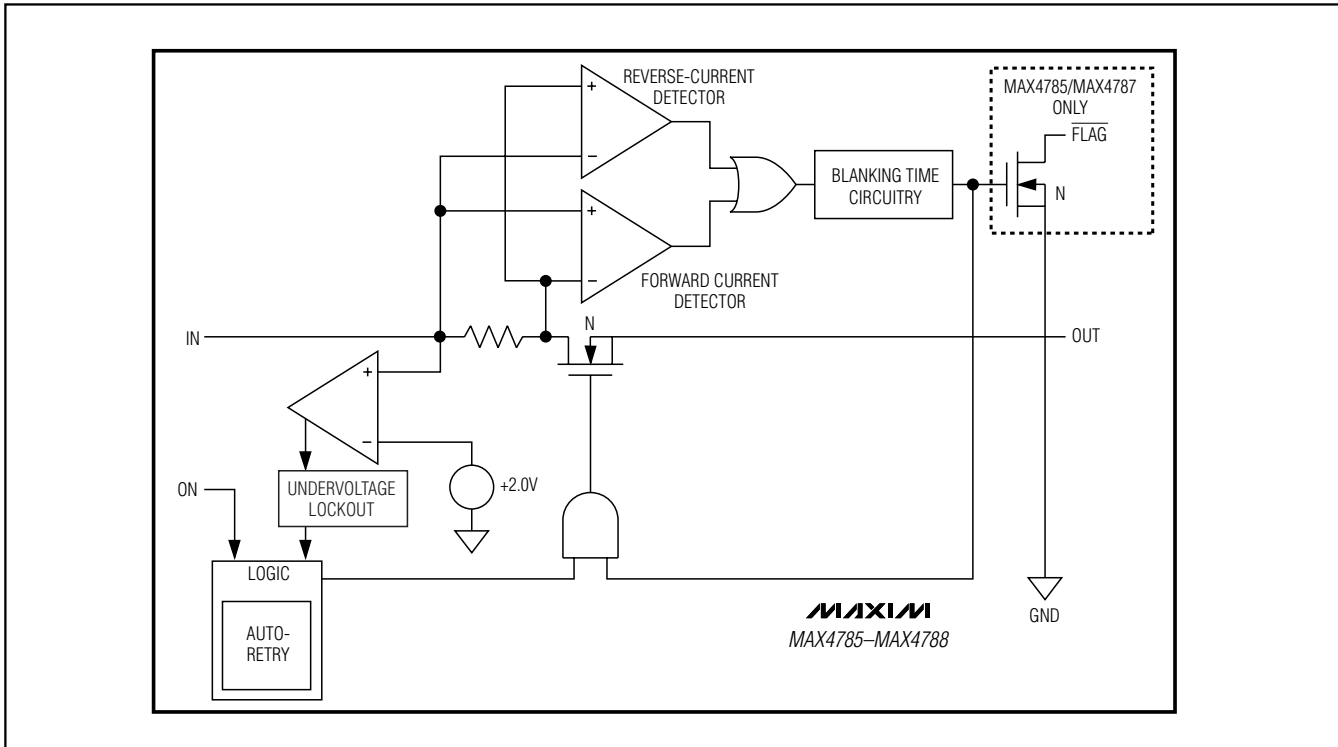 REVERSE-CURRENT
DETECTOR
+
−
MAX4785/MAX4787
ONLY
FLAG
N
BLANKING TIME
CIRCUITRY
+
−
FORWARD CURRENT
DETECTOR
IN
N
OUT
+
−
ON
UNDERVOLTAGE
LOCKOUT
+2.0V
LOGIC
AUTO-
RETRY
MAXIM
MAX4785–MAX4788
GND